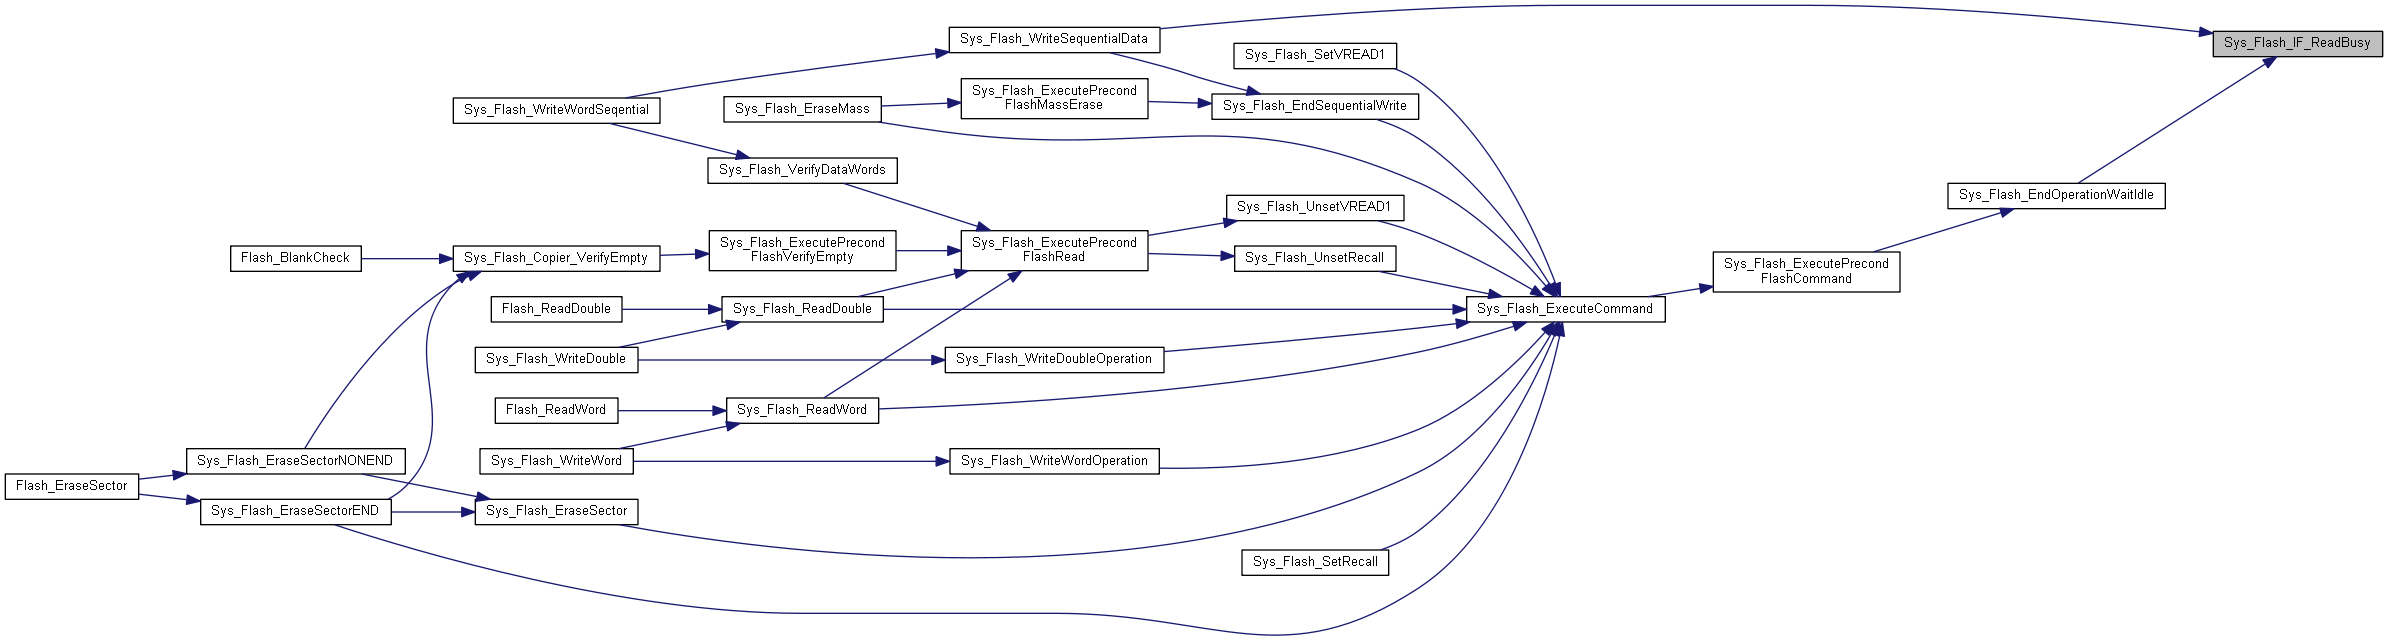 Sys_Flash_WriteSequentialData
Sys_Flash_IF_ReadBusy
Sys_Flash_SetVREAD1
Sys_Flash_ExecutePrecond
FlashMassErase
Sys_Flash_EndSequentialWrite
Sys_Flash_WriteWordSeqential
Sys_Flash_EraseMass
Sys_Flash_VerifyDataWords
Sys_Flash_EndOperationWaitIdle
Sys_Flash_UnsetVREAD1
Sys_Flash_ExecutePrecond
FlashVerifyEmpty
Sys_Flash_ExecutePrecond
FlashRead
Flash_BlankCheck
Sys_Flash_Copier_VerifyEmpty
Sys_Flash_UnsetRecall
Sys_Flash_ExecutePrecond
FlashCommand
Flash_ReadDouble
Sys_Flash_ReadDouble
Sys_Flash_ExecuteCommand
Sys_Flash_WriteDouble
Sys_Flash_WriteDoubleOperation
Flash_ReadWord
Sys_Flash_ReadWord
Sys_Flash_EraseSectorNONEND
Sys_Flash_WriteWord
Sys_Flash_WriteWordOperation
Flash_EraseSector
Sys_Flash_EraseSectorEND
Sys_Flash_EraseSector
Sys_Flash_SetRecall